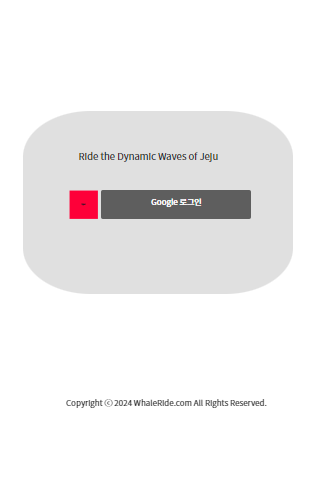 Ride the Dynamic Waves of Jeju
Google 로그인
Copyright ⓒ 2024 WhaleRide.com All Rights Reserved.